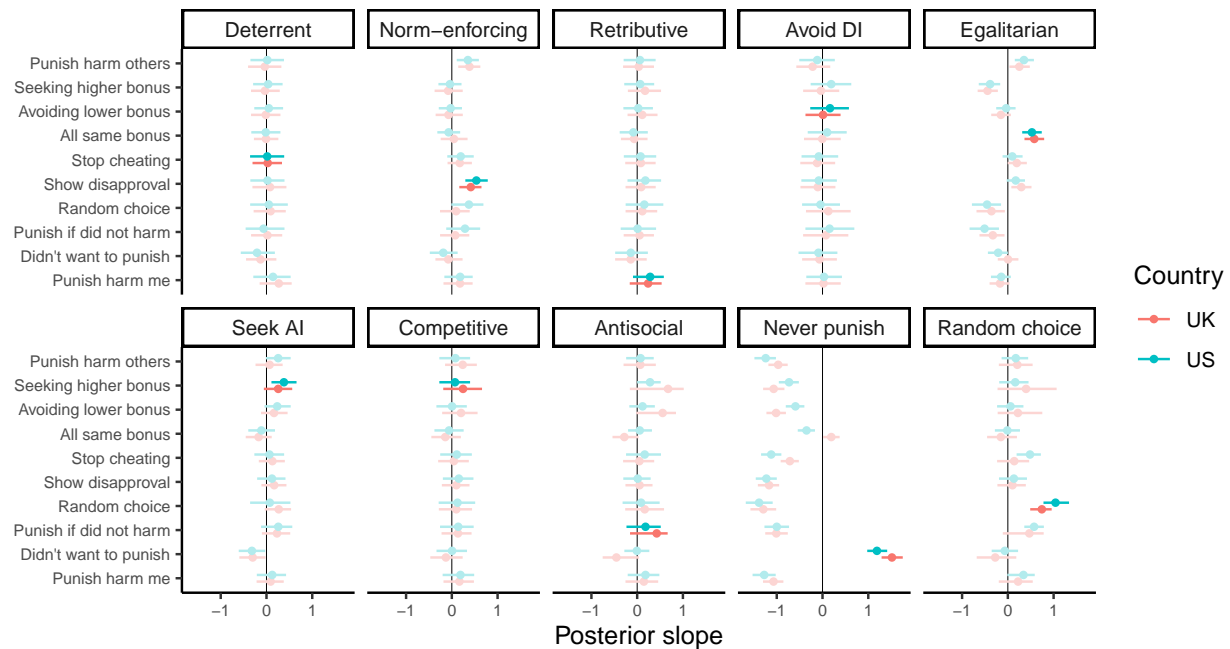 Deterrent
Norm−enforcing
Retributive
Avoid DI
Egalitarian
Punish harm others
Seeking higher bonus
Avoiding lower bonus
All same bonus
Stop cheating
Show disapproval
Random choice
Punish if did not harm
Didn't want to punish
Punish harm me
Seek AI
Competitive
Antisocial
Never punish
Random choice
Punish harm others
Seeking higher bonus
Avoiding lower bonus
All same bonus
Stop cheating
Show disapproval
Random choice
Punish if did not harm
Didn't want to punish
Punish harm me
−1 0 1 −1 0 1 −1 0 1 −1 0 1 −1 0 1
Posterior slope
Country
UK
US